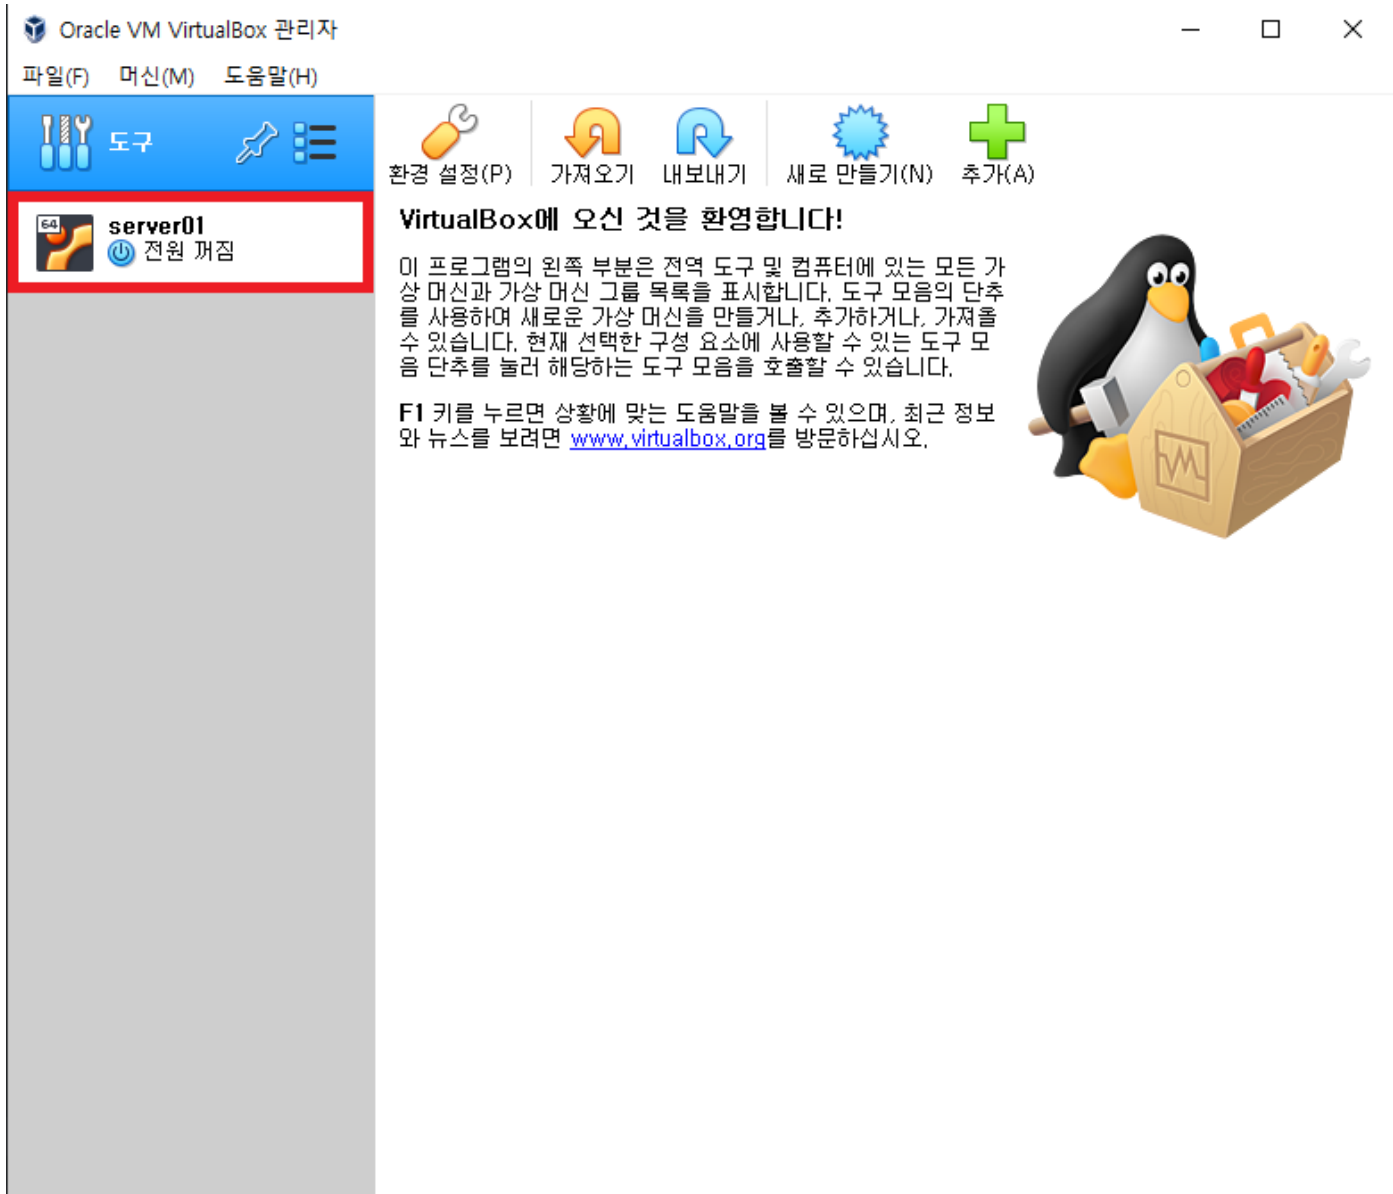 Oracle VM VirtualBox 관리자
파일(F) 머신(M) 도움말(H)
도구
환경 설정(P) 가져오기 내보내기 새로 만들기(N) 추가(A)
64
server01
전원 꺼짐
VirtualBox에 오신 것을 환영합니다!
이 프로그램의 왼쪽 부분은 전역 도구 및 컴퓨터에 있는 모든 가
상 머신과 가상 머신 그룹 목록을 표시합니다. 도구 모음의 단추
를 사용하여 새로운 가상 머신을 만들거나, 추가하거나, 가져올
수 있습니다. 현재 선택한 구성 요소에 사용할 수 있는 도구 모
음 단추를 눌러 해당하는 도구 모음을 호출할 수 있습니다.
F1 키를 누르면 상황에 맞는 도움말을 볼 수 있으며, 최근 정보
와 뉴스를 보려면 www.virtualbox.org를 방문하십시오.